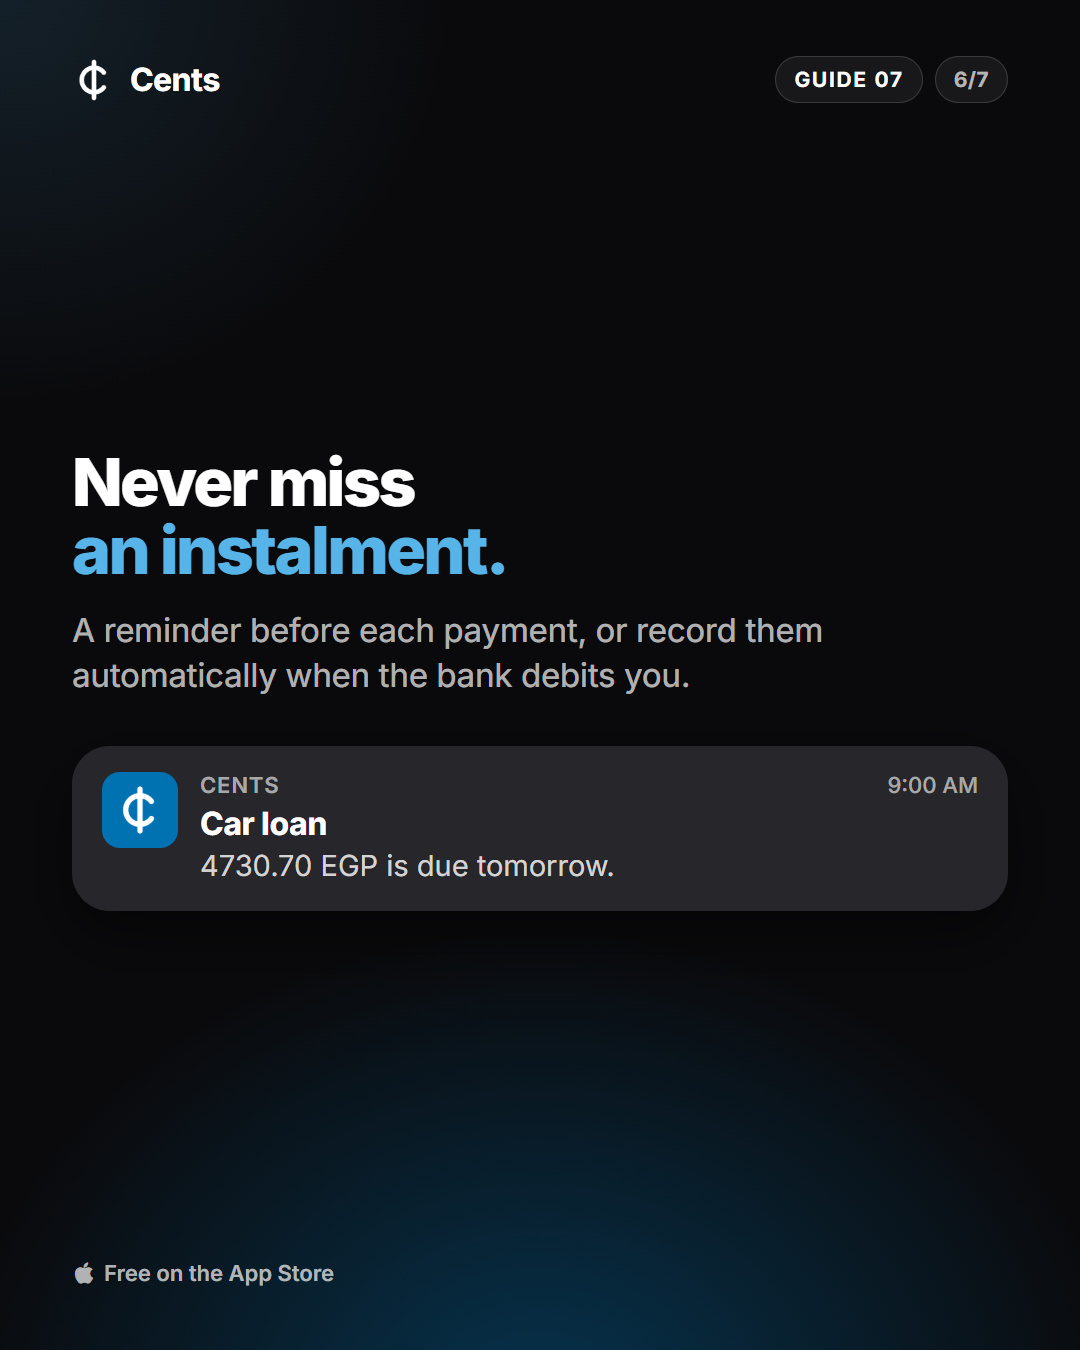 Cents
GUIDE 07
6/7
Never miss
an instalment.
A reminder before each payment, or record them
automatically when the bank debits you.
CENTS
9:00 AM
Car loan
4730.70 EGP is due tomorrow.
Free on the App Store